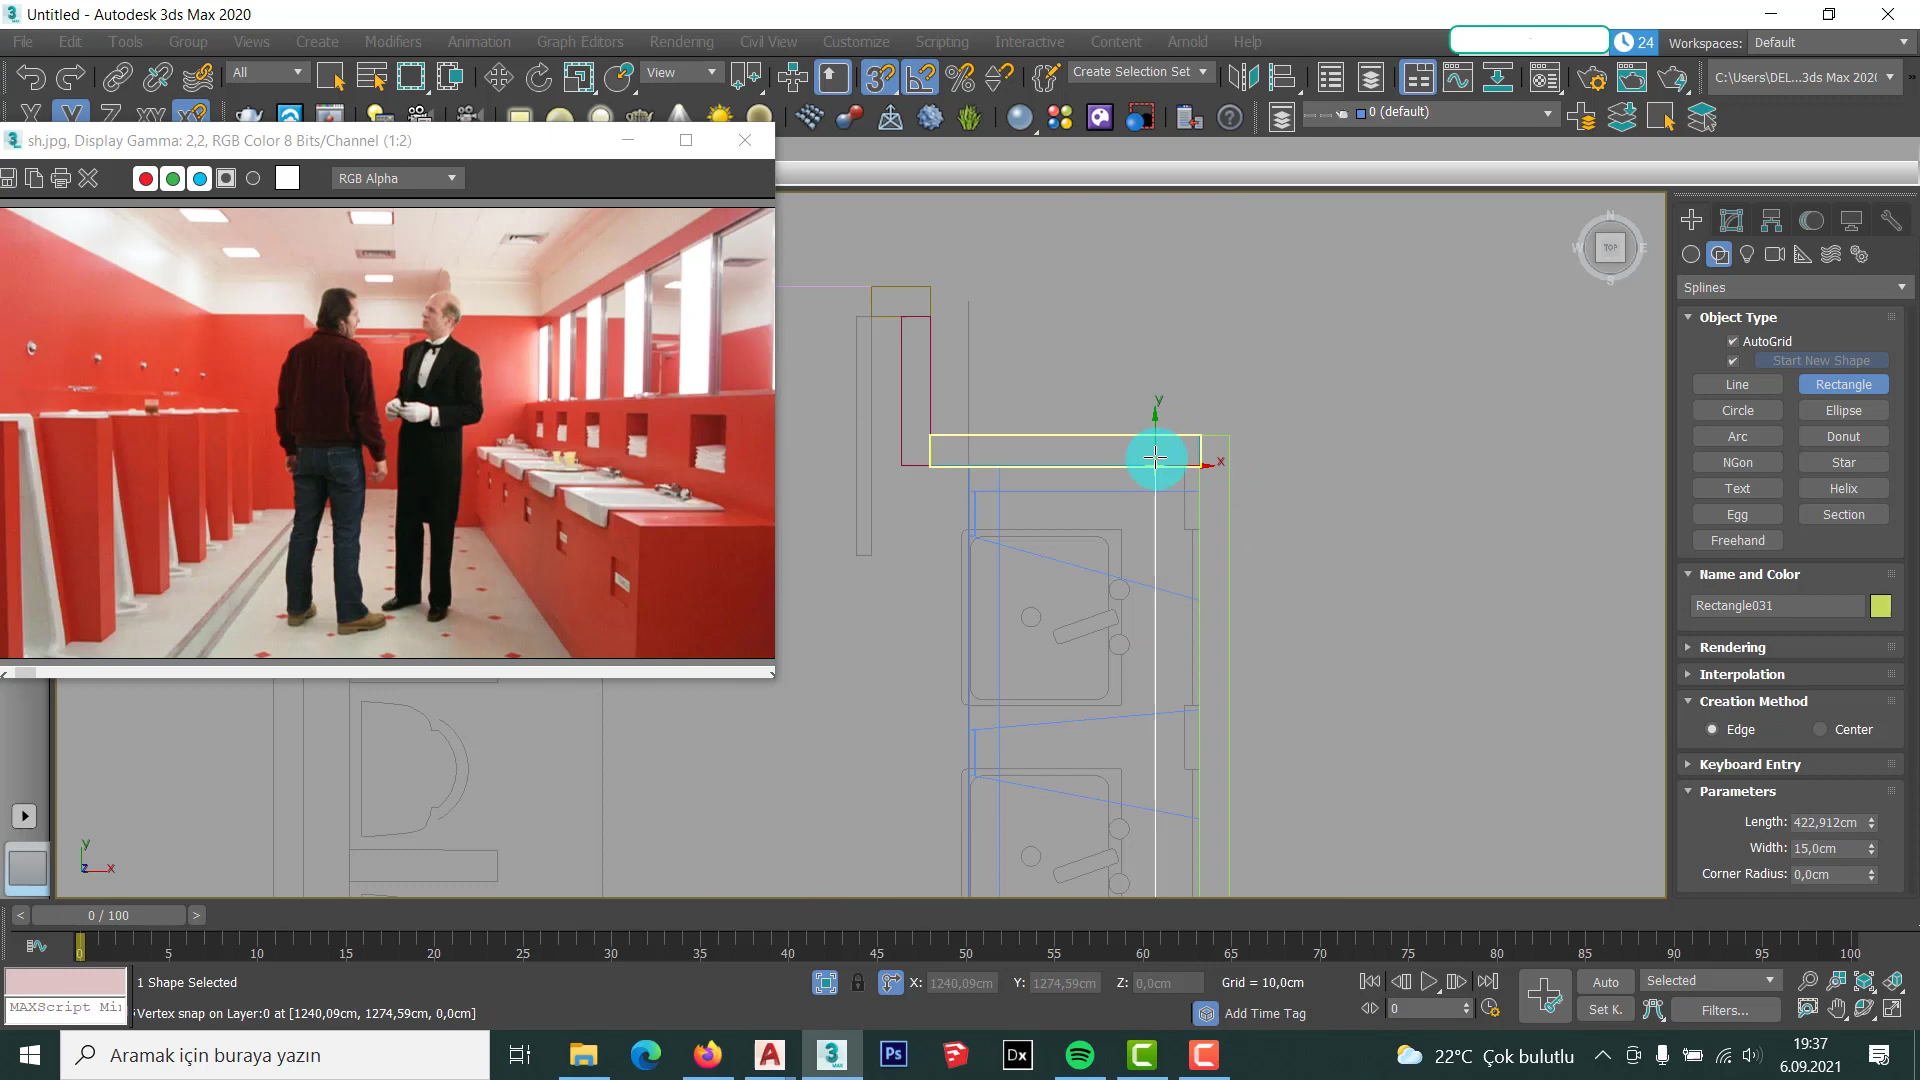 Untitled - Autodesk 3ds Max 2020
File Edit Tools Group Views Create Modifiers Animation Graph Editors Rendering Civil View Customize Scripting Interactive Content Arnold Help
24 Workspaces: Default
All View Create Selection Set C:\Users\DEL...3ds Max 202(
X Y Z XY 0 (default)
sh.jpg, Display Gamma: 2,2, RGB Color 8 Bits/Channel (1:2)
RGB Alpha
N
W TOP E
S
y
x
Splines
Object Type
AutoGrid
Start New Shape
Line Rectangle
Circle Ellipse
Arc Donut
NGon Star
Text Helix
Egg Section
Freehand
Name and Color
Rectangle031
Rendering
Interpolation
Creation Method
Edge Center
Keyboard Entry
Parameters
Length: 422,912cm
Width: 15,0cm
Corner Radius: 0,0cm
y
z x
< 0 / 100 >
0 5 10 15 20 25 30 35 40 45 50 55 60 65 70 75 80 85 90 95 100
1 Shape Selected X: 1240,09cm Y: 1274,59cm Z: 0,0cm Grid = 10,0cm Auto Selected
MAXScript Mi Vertex snap on Layer:0 at [1240,09cm, 1274,59cm, 0,0cm] Add Time Tag 0 Set K. Filters...
Aramak için buraya yazın
A 3 MAX Ps Dx C C
22°C Çok bulutlu
19:37
6.09.2021